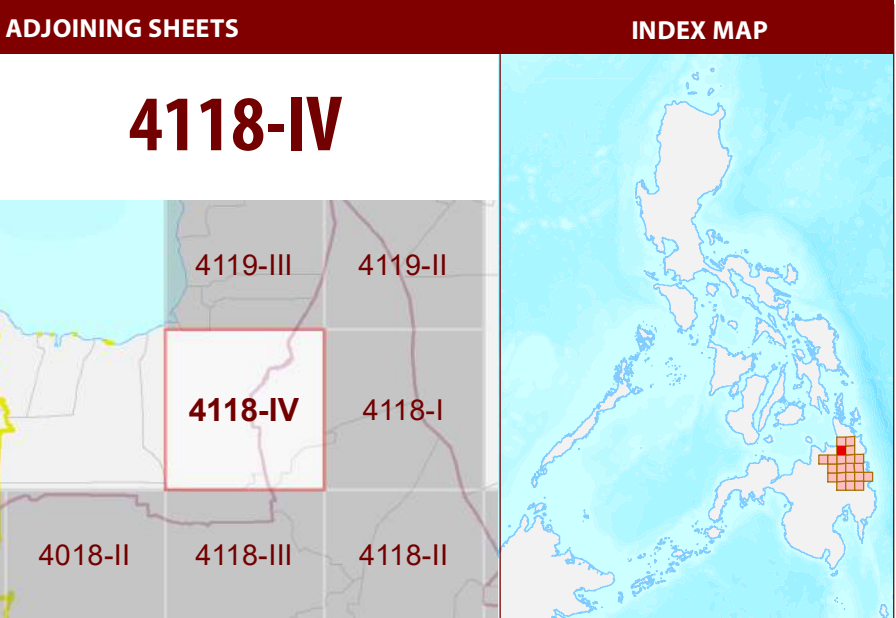 ADJOINING SHEETS
INDEX MAP
4118-IV
4119-III
4119-II
4118-IV
4118-I
4018-II
4118-III
4118-II